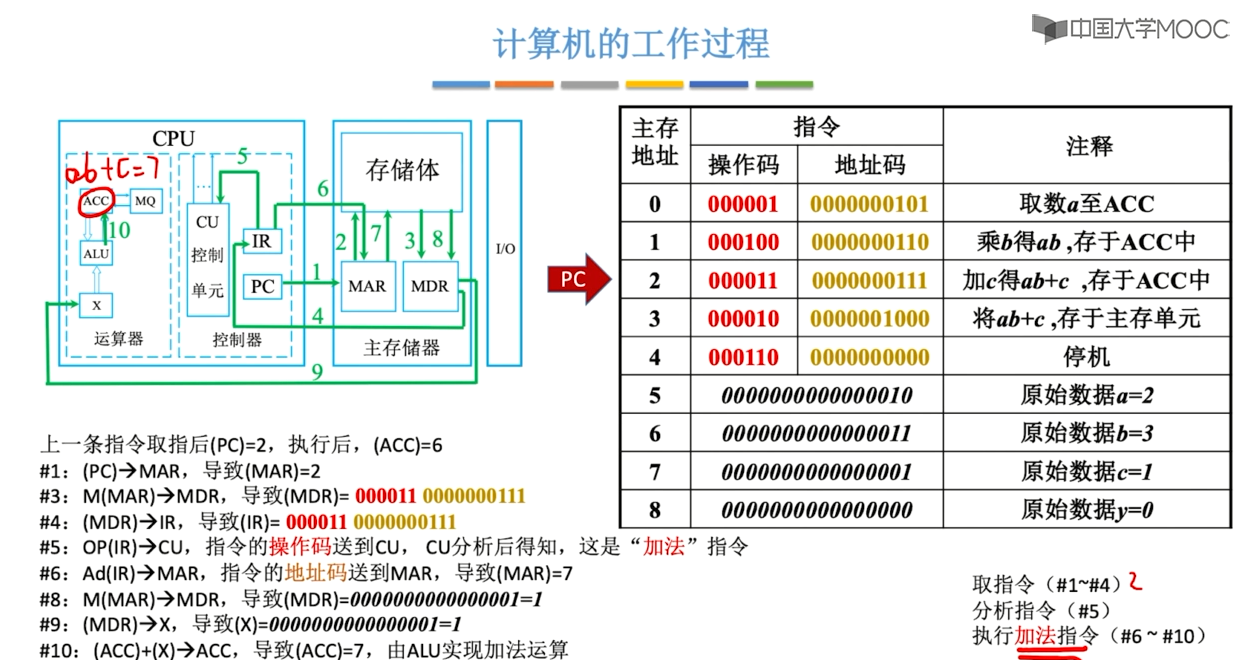 中国大学MOOC
计算机的工作过程
CPU
ab+c=7
ACC
MQ
10
ALU
X
运算器
5
...
CU
控制
单元
IR
PC
控制器
6
1
4
9
存储体
2
7
3
8
MAR
MDR
主存储器
I/O
PC
主存地址 指令 注释
操作码 地址码
0 000001 0000000101 取数a至ACC
1 000100 0000000110 乘b得ab ,存于ACC中
2 000011 0000000111 加c得ab+c ,存于ACC中
3 000010 0000001000 将ab+c ,存于主存单元
4 000110 0000000000 停机
5 0000000000000010 原始数据a=2
6 0000000000000011 原始数据b=3
7 0000000000000001 原始数据c=1
8 0000000000000000 原始数据y=0
上一条指令取指后(PC)=2，执行后，(ACC)=6
#1：(PC)→MAR，导致(MAR)=2
#3：M(MAR)→MDR，导致(MDR)= 000011 0000000111
#4：(MDR)→IR，导致(IR)= 000011 0000000111
#5：OP(IR)→CU，指令的操作码送到CU， CU分析后得知，这是“加法”指令
#6：Ad(IR)→MAR，指令的地址码送到MAR，导致(MAR)=7
#8：M(MAR)→MDR，导致(MDR)=0000000000000001=1
#9：(MDR)→X，导致(X)=0000000000000001=1
#10：(ACC)+(X)→ACC，导致(ACC)=7，由ALU实现加法运算
取指令（#1~#4）2
分析指令（#5）
执行加法指令（#6 ~ #10）